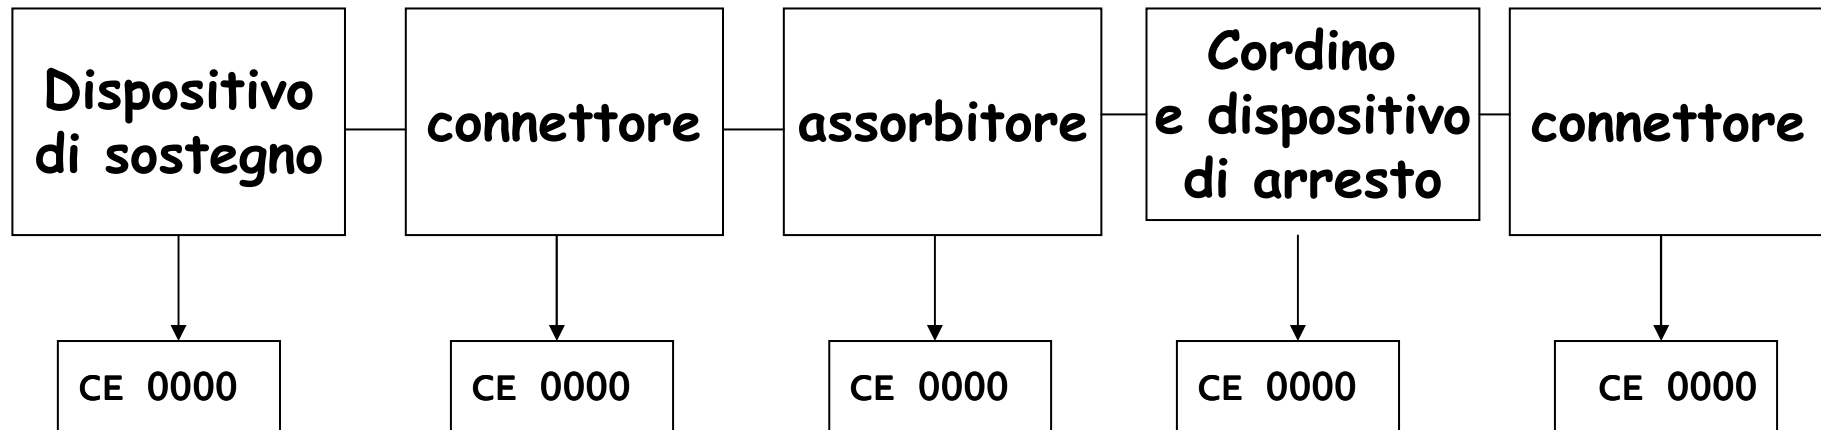 Dispositivo
di sostegno
connettore
assorbitore
Cordino
e dispositivo
di arresto
connettore
CE 0000
CE 0000
CE 0000
CE 0000
CE 0000